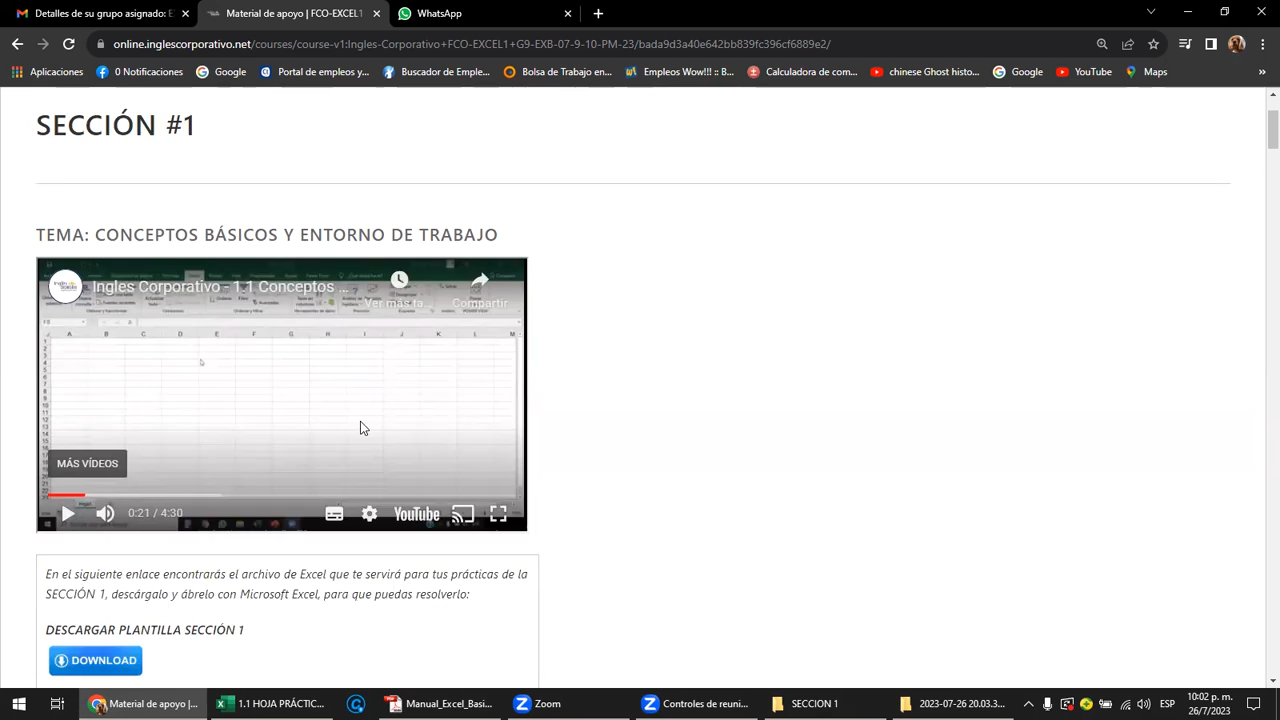 Detalles de su grupo asignado: E
Material de apoyo | FCO-EXCEL1
WhatsApp
online.inglescorporativo.net/courses/course-v1:Ingles-Corporativo+FCO-EXCEL1+G9-EXB-07-9-10-PM-23/bada9d3a40e642bb839fc396cf6889e2/
Aplicaciones
0 Notificaciones
Google
Portal de empleos y...
Buscador de Emple...
Bolsa de Trabajo en...
Empleos Wow!!! :: B...
Calculadora de com...
chinese Ghost histo...
Google
YouTube
Maps
SECCIÓN #1
TEMA: CONCEPTOS BÁSICOS Y ENTORNO DE TRABAJO
Ingles Corporativo - 1.1 Conceptos ...
Ver más ta...
Compartir
MÁS VÍDEOS
0:21 / 4:30
YouTube
En el siguiente enlace encontrarás el archivo de Excel que te servirá para tus prácticas de la
SECCIÓN 1, descárgalo y ábrelo con Microsoft Excel, para que puedas resolverlo:
DESCARGAR PLANTILLA SECCIÓN 1
DOWNLOAD
Material de apoyo |...
1.1 HOJA PRÁCTIC...
Manual_Excel_Basi...
Zoom
Controles de reuni...
SECCION 1
2023-07-26 20.03.3...
ESP
10:02 p. m.
26/7/2023